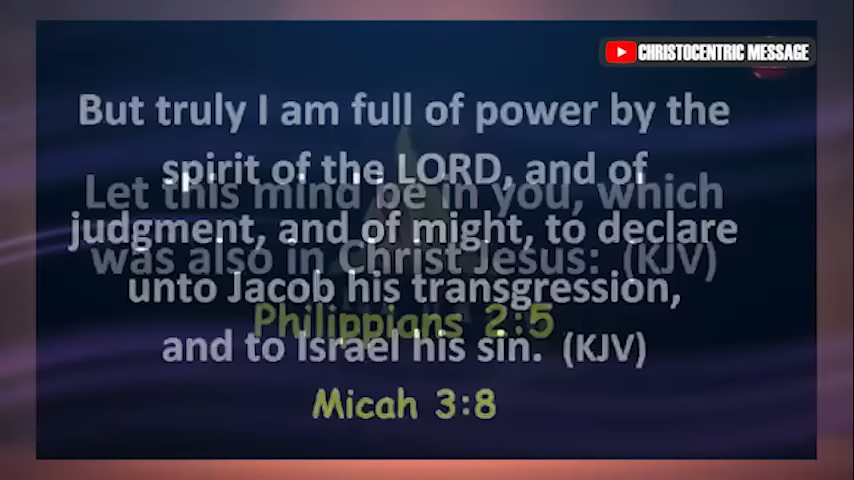 CHRISTOCENTRIC MESSAGE
But truly I am full of power by the
spirit of the LORD, and of
judgment, and of might, to declare
unto Jacob his transgression,
and to Israel his sin. (KJV)
Micah 3:8
Let this mind be in you, which
was also in Christ Jesus: (KJV)
Philippians 2:5